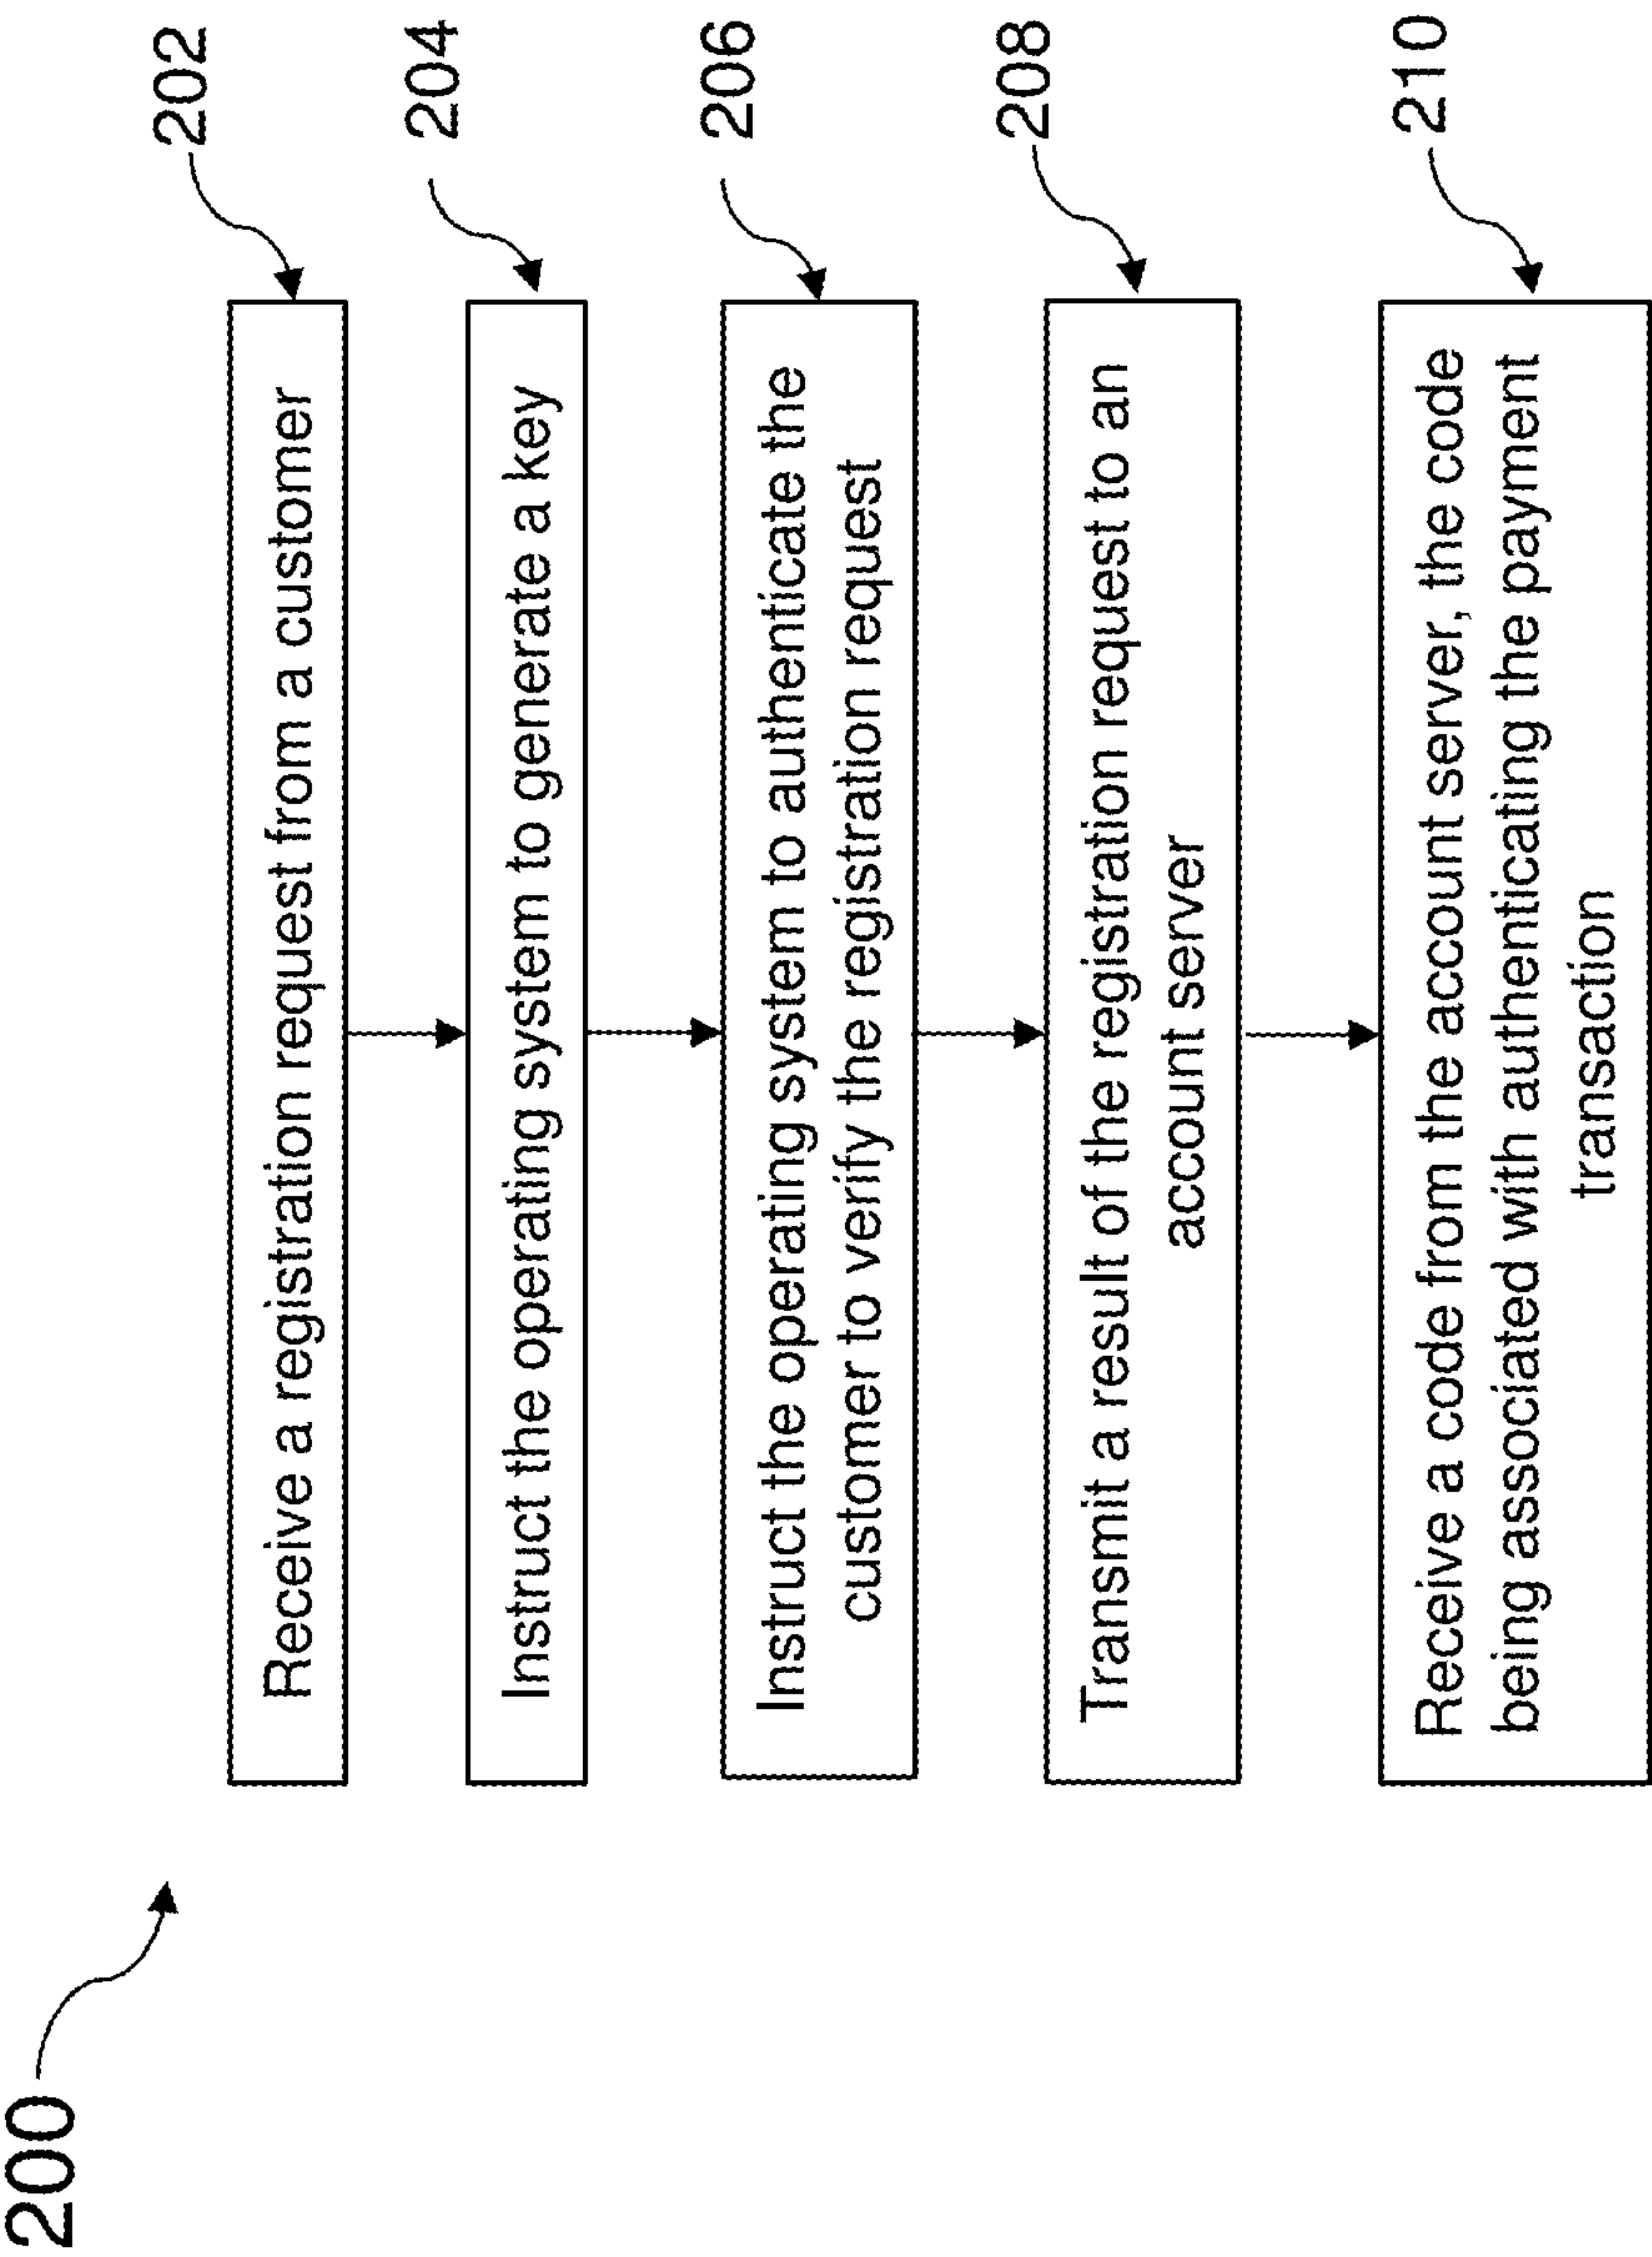 200
Receive a registration request from a customer
202
Instruct the operating system to generate a key
204
Instruct the operating system to authenticate the
customer to verify the registration request
206
Transmit a result of the registration request to an
account server
208
Receive a code from the account server, the code
being associated with authenticating the payment
transaction
210